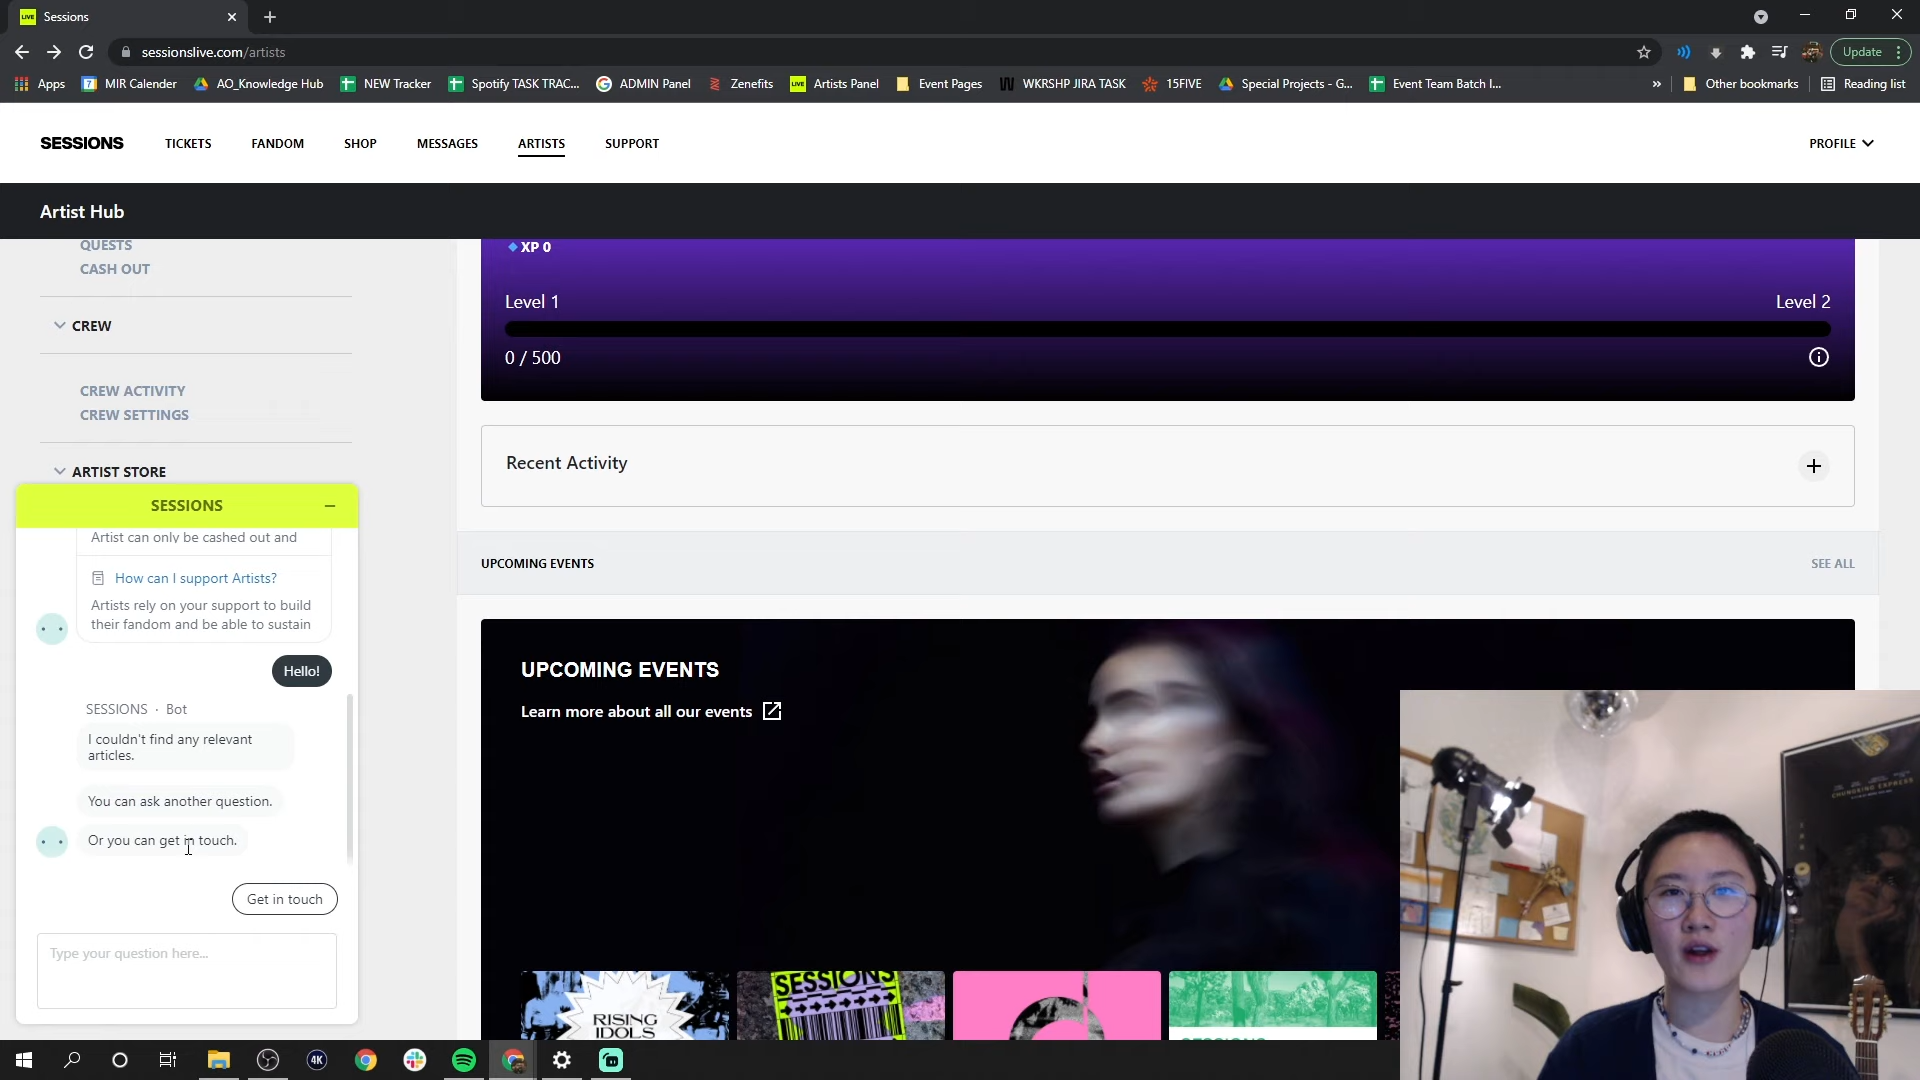 LIVE Sessions
sessionslive.com/artists
Update
Apps
MIR Calender
AO_Knowledge Hub
NEW Tracker
Spotify TASK TRAC...
ADMIN Panel
Zenefits
LIVE Artists Panel
Event Pages
WKRSHP JIRA TASK
15FIVE
Special Projects - G...
Event Team Batch I...
»
Other bookmarks
Reading list
SESSIONS
TICKETS
FANDOM
SHOP
MESSAGES
ARTISTS
SUPPORT
PROFILE
Artist Hub
QUESTS
CASH OUT
CREW
CREW ACTIVITY
CREW SETTINGS
ARTIST STORE
XP 0
Level 1
Level 2
0 / 500
Recent Activity
UPCOMING EVENTS
SEE ALL
UPCOMING EVENTS
Learn more about all our events
RISING
IDOLS
SESSIONS
SESSIONS
Artist can only be cashed out and
How can I support Artists?
Artists rely on your support to build
their fandom and be able to sustain
Hello!
SESSIONS · Bot
I couldn't find any relevant
articles.
You can ask another question.
Or you can get in touch.
Get in touch
Type your question here...
CHUNGKING EXPRESS
4K